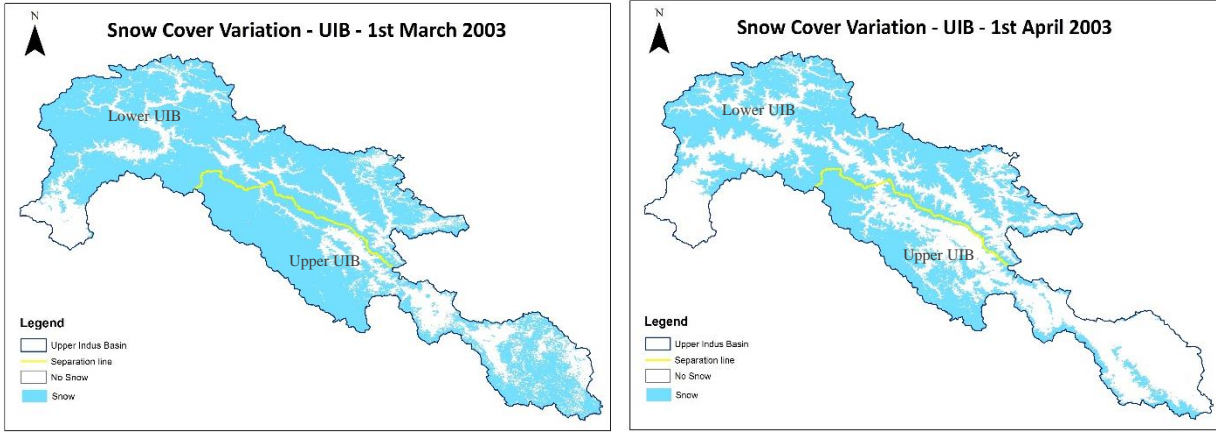 N
Snow Cover Variation - UIB - 1st March 2003
Lower UIB
Upper UIB
Legend
Upper Indus Basin
Separation line
No Snow
Snow
N
Snow Cover Variation - UIB - 1st April 2003
Lower UIB
Upper UIB
Legend
Upper Indus Basin
Separation line
No Snow
Snow